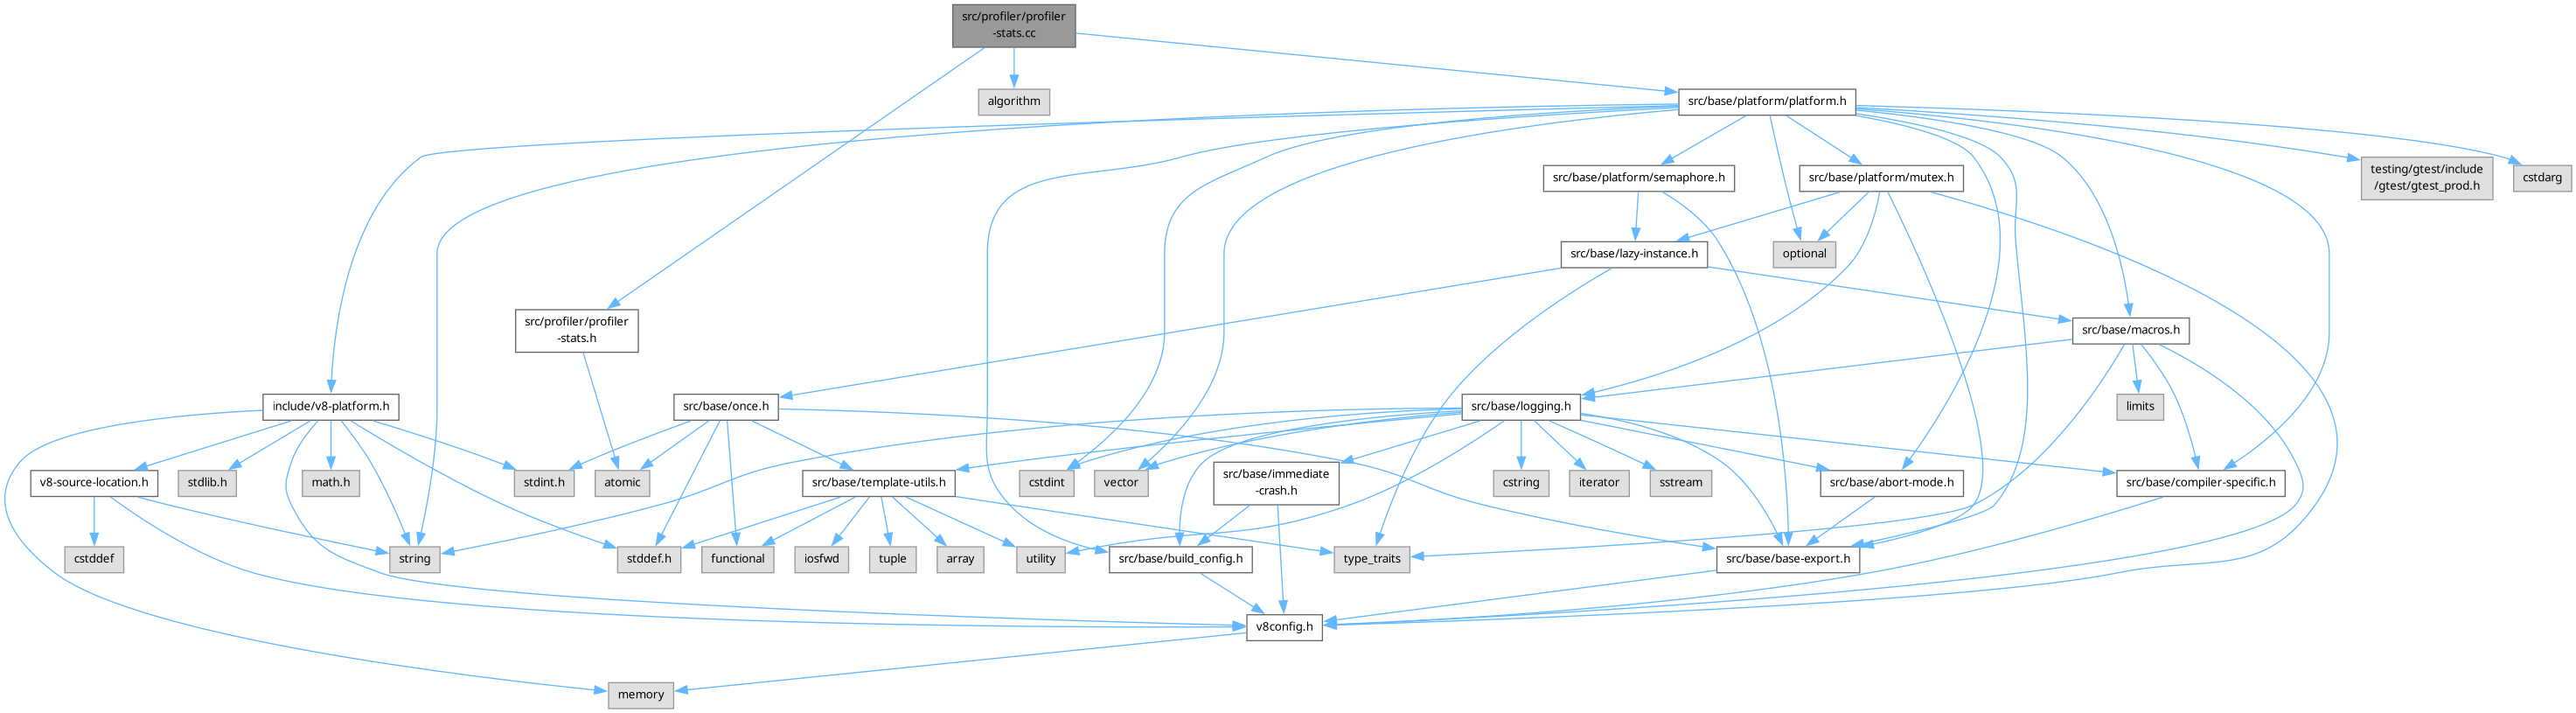 src/profiler/profiler
-stats.cc
algorithm
src/base/platform/platform.h
src/base/platform/semaphore.h
src/base/platform/mutex.h
testing/gtest/include
/gtest/gtest_prod.h
cstdarg
src/base/lazy-instance.h
optional
src/profiler/profiler
-stats.h
src/base/macros.h
include/v8-platform.h
src/base/once.h
src/base/logging.h
limits
v8-source-location.h
stdlib.h
math.h
stdint.h
atomic
src/base/template-utils.h
cstdint
vector
src/base/immediate
-crash.h
cstring
iterator
sstream
src/base/abort-mode.h
src/base/compiler-specific.h
cstddef
string
stddef.h
functional
iosfwd
tuple
array
utility
src/base/build_config.h
type_traits
src/base/base-export.h
v8config.h
memory